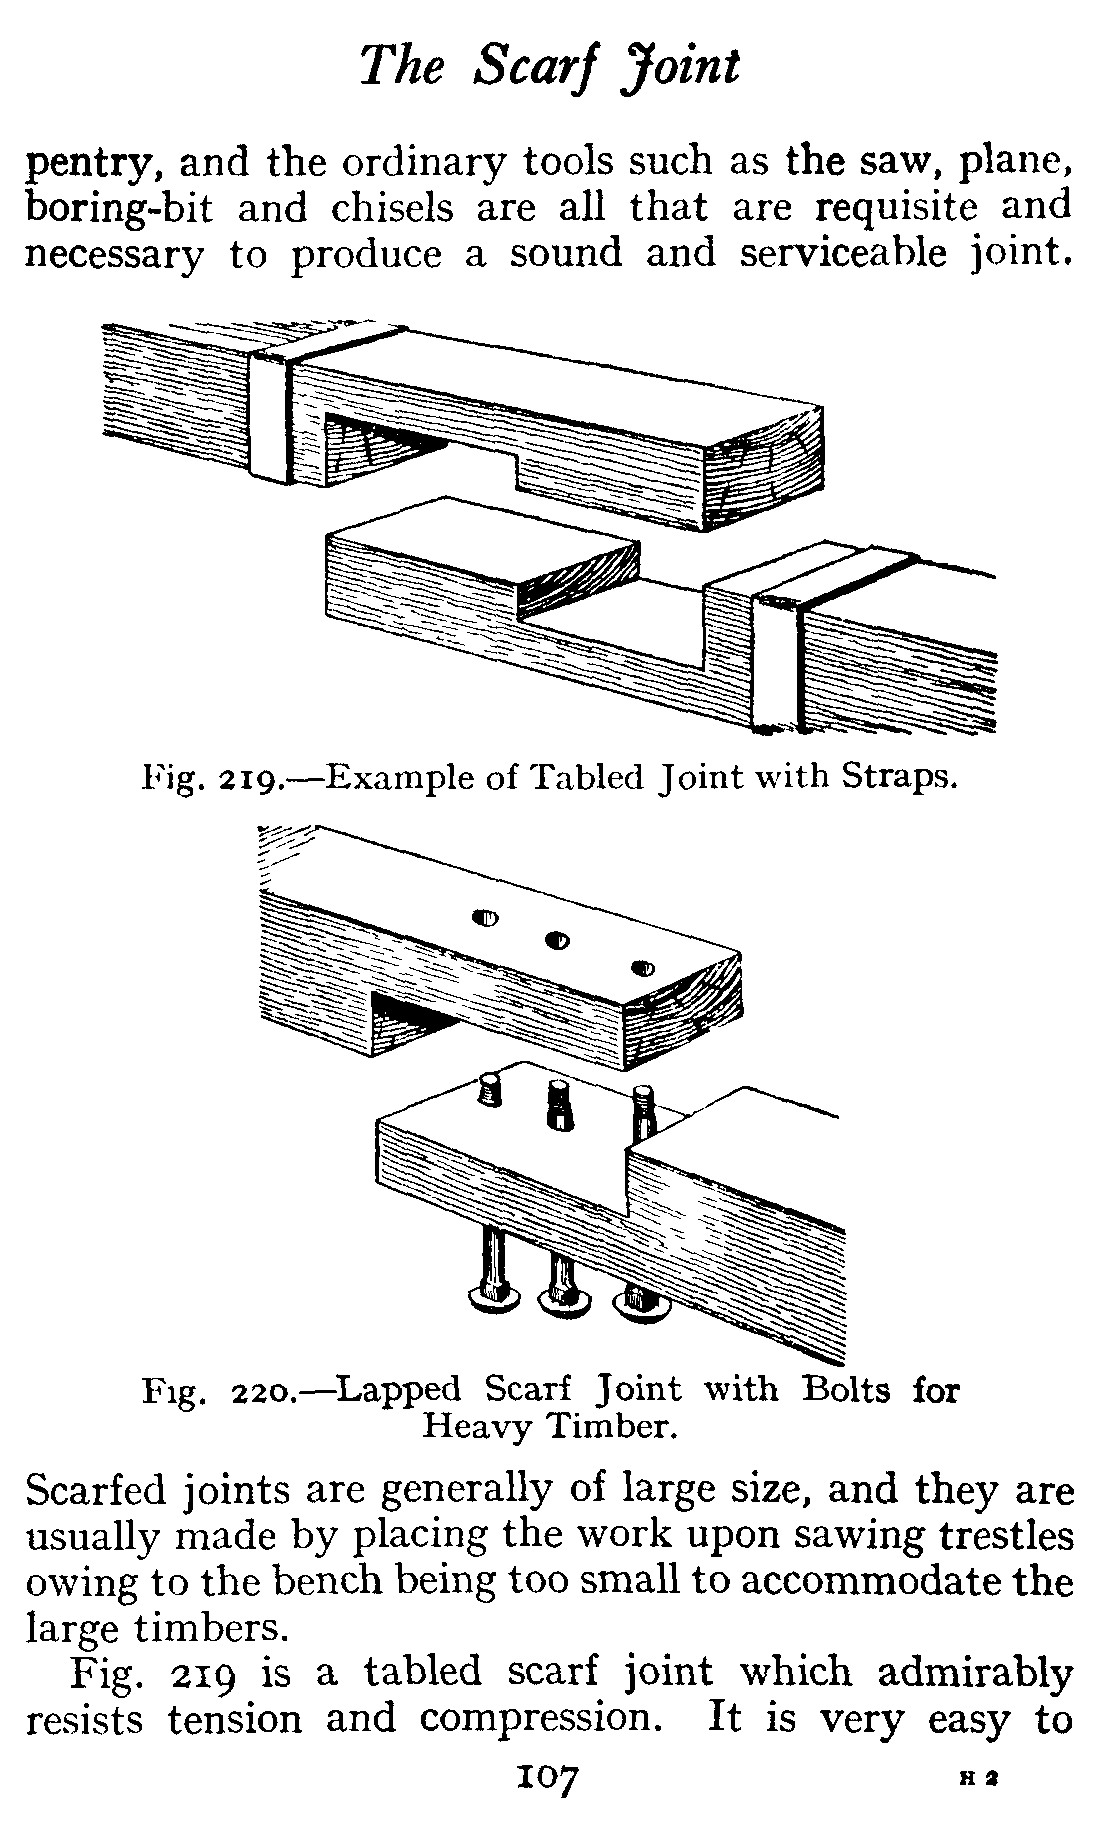 The Scarf Joint
pentry, and the ordinary tools such as the saw, plane,
boring-bit and chisels are all that are requisite and
necessary to produce a sound and serviceable joint.
Fig. 219.—Example of Tabled Joint with Straps.
Fig. 220.—Lapped Scarf Joint with Bolts for
Heavy Timber.
Scarfed joints are generally of large size, and they are
usually made by placing the work upon sawing trestles
owing to the bench being too small to accommodate the
large timbers.
Fig. 219 is a tabled scarf joint which admirably
resists tension and compression. It is very easy to
107
H 2